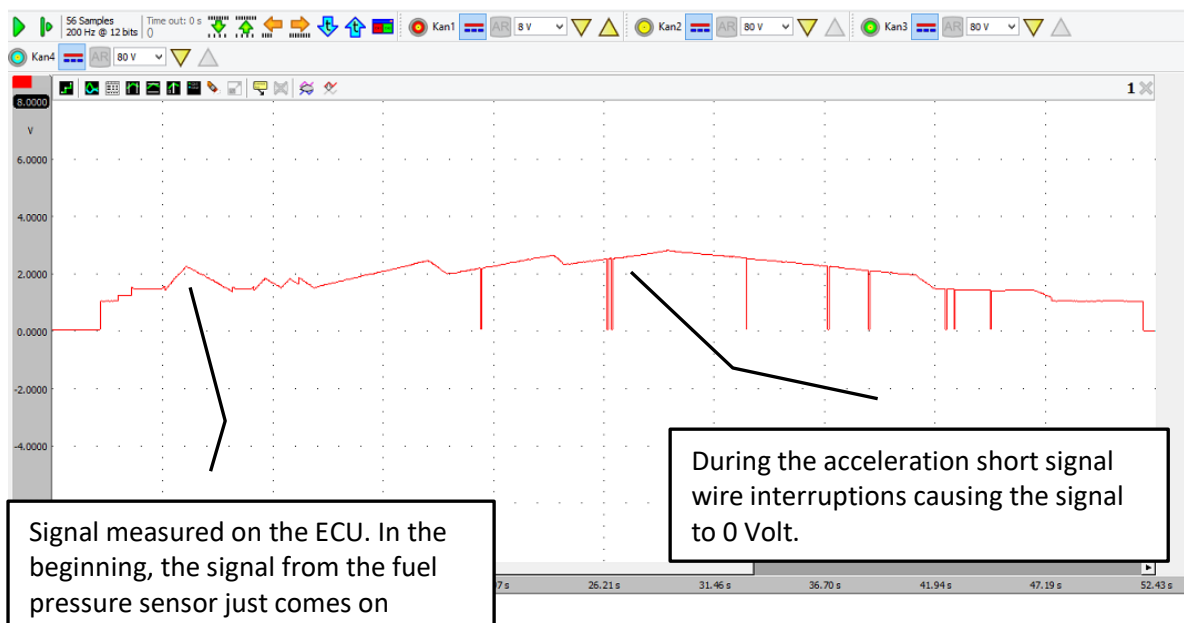 56 Samples Time out: 0 s Kan1 AR 8 V Kan2 AR 80 V Kan3 AR 80 V
200 Hz @ 12 bits 0
Kan4 AR 80 V
1
8.0000
V
6.0000
4.0000
2.0000
0.0000
-2.0000
-4.0000
During the acceleration short signal
wire interruptions causing the signal
to 0 Volt.
Signal measured on the ECU. In the
beginning, the signal from the fuel
pressure sensor just comes on
7 s 26.21 s 31.46 s 36.70 s 41.94 s 47.19 s 52.43 s